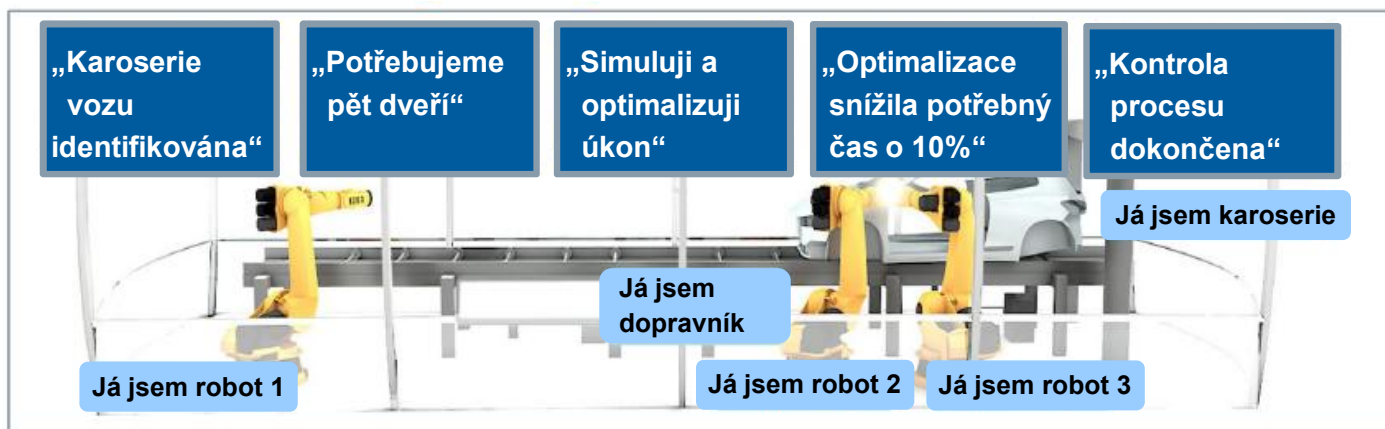 „Karoserie
vozu
identifikována“
„Potřebujeme
pět dveří“
„Simuluji a
optimalizuji
úkon“
„Optimalizace
snížila potřebný
čas o 10%“
„Kontrola
procesu
dokončena“
Já jsem karoserie
Já jsem
dopravník
Já jsem robot 1
Já jsem robot 2
Já jsem robot 3